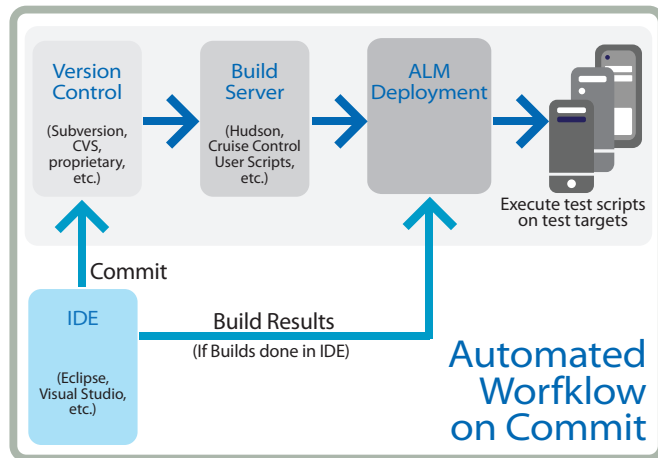 Version
Control
(Subversion,
CVS,
proprietary,
etc.)
Build
Server
(Hudson,
Cruise Control
User Scripts,
etc.)
ALM
Deployment
Execute test scripts
on test targets
Commit
IDE
(Eclipse,
Visual Studio,
etc.)
Build Results
(If Builds done in IDE)
Automated
Worfklow
on Commit